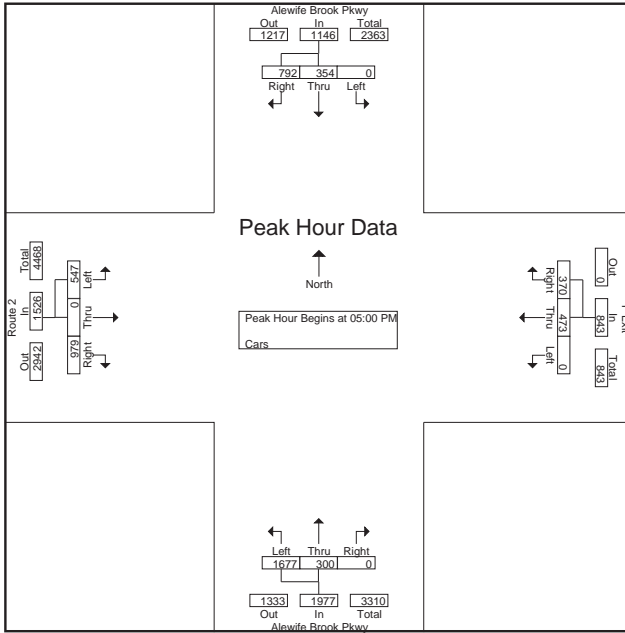 Alewife Brook Pkwy
Out In Total
1217 1146 2363
792 354 0
Right Thru Left
Peak Hour Data
North
Peak Hour Begins at 05:00 PM
Cars
Route 2
Total In Out
4468 1526 2942
547 0 979
Left Thru Right
Exit
Out In Total
0 843 843
370 473 0
Right Thru Left
Left Thru Right
1677 300 0
1333 1977 3310
Out In Total
Alewife Brook Pkwy